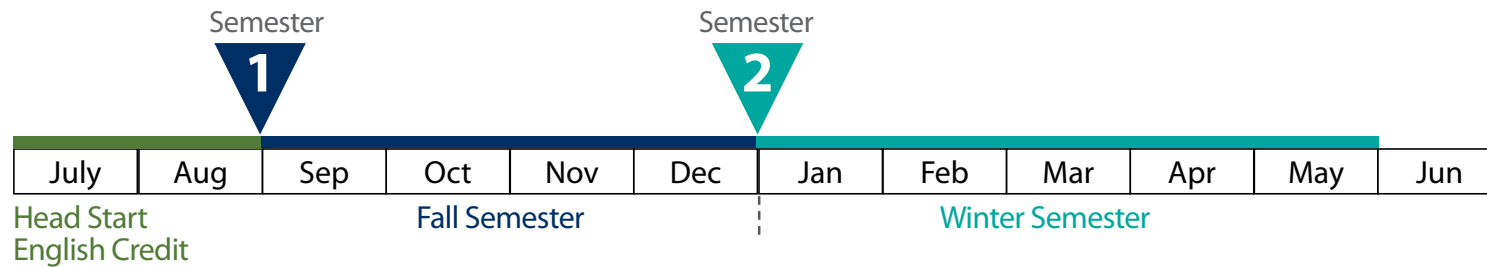 Semester Semester
1 2
July Aug Sep Oct Nov Dec Jan Feb Mar Apr May Jun
Head Start Fall Semester Winter Semester
English Credit